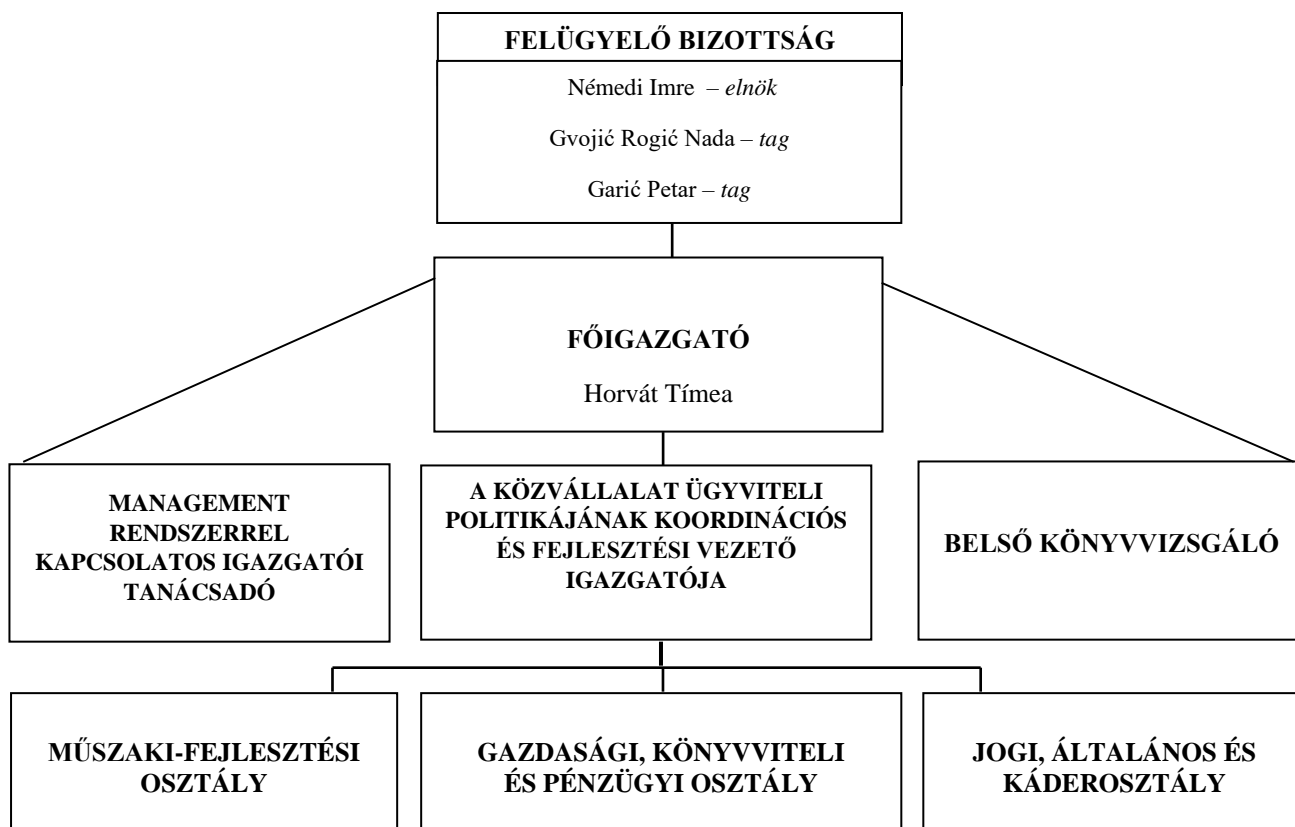 FELÜGYELŐ BIZOTTSÁG
Némedi Imre – elnök
Gvojić Rogić Nada – tag
Garić Petar – tag
FŐIGAZGATÓ
Horvát Tímea
MANAGEMENT
RENDSZERREL
KAPCSOLATOS IGAZGATÓI
TANÁCSADÓ
A KÖZVÁLLALAT ÜGYVITELI
POLITIKÁJÁNAK KOORDINÁCIÓS
ÉS FEJLESZTÉSI VEZETŐ
IGAZGATÓJA
BELSŐ KÖNYVVIZSGÁLÓ
MŰSZAKI-FEJLESZTÉSI
OSZTÁLY
GAZDASÁGI, KÖNYVVITELI
ÉS PÉNZÜGYI OSZTÁLY
JOGI, ÁLTALÁNOS ÉS
KÁDEROSZTÁLY